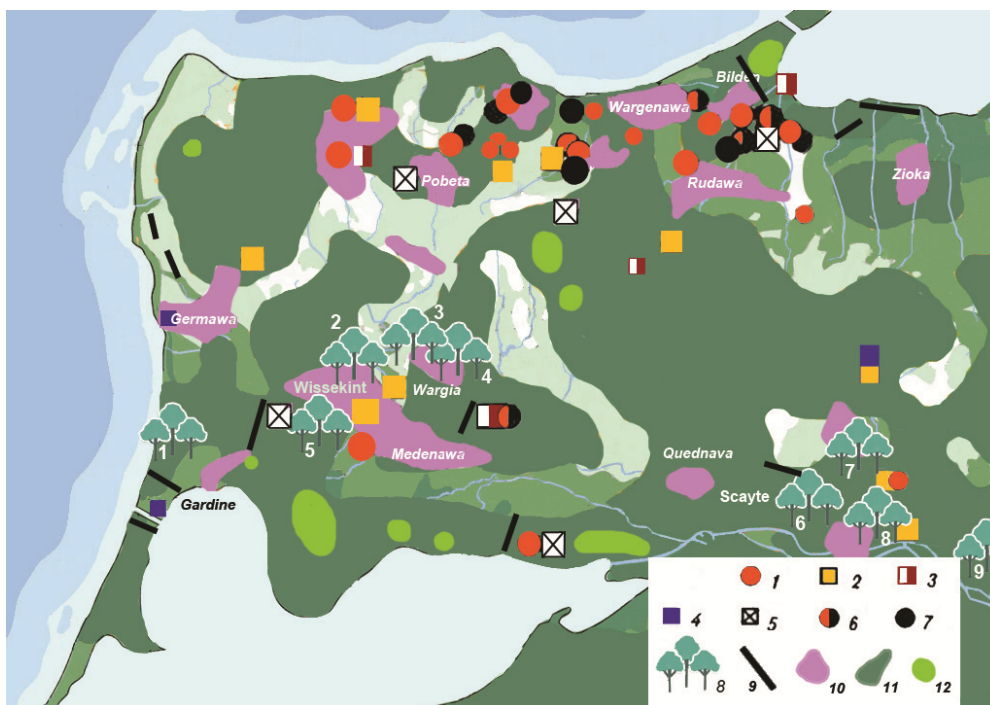 Bilden
Wargenawa
Pobeta
Rudawa
Zioka
Germawa
2
3
Wissekint
Wargia
4
1
5
Medenawa
Quednava
7
Gardine
Scayte
6
8
9
1
2
3
4
5
6
7
8
9
10
11
12